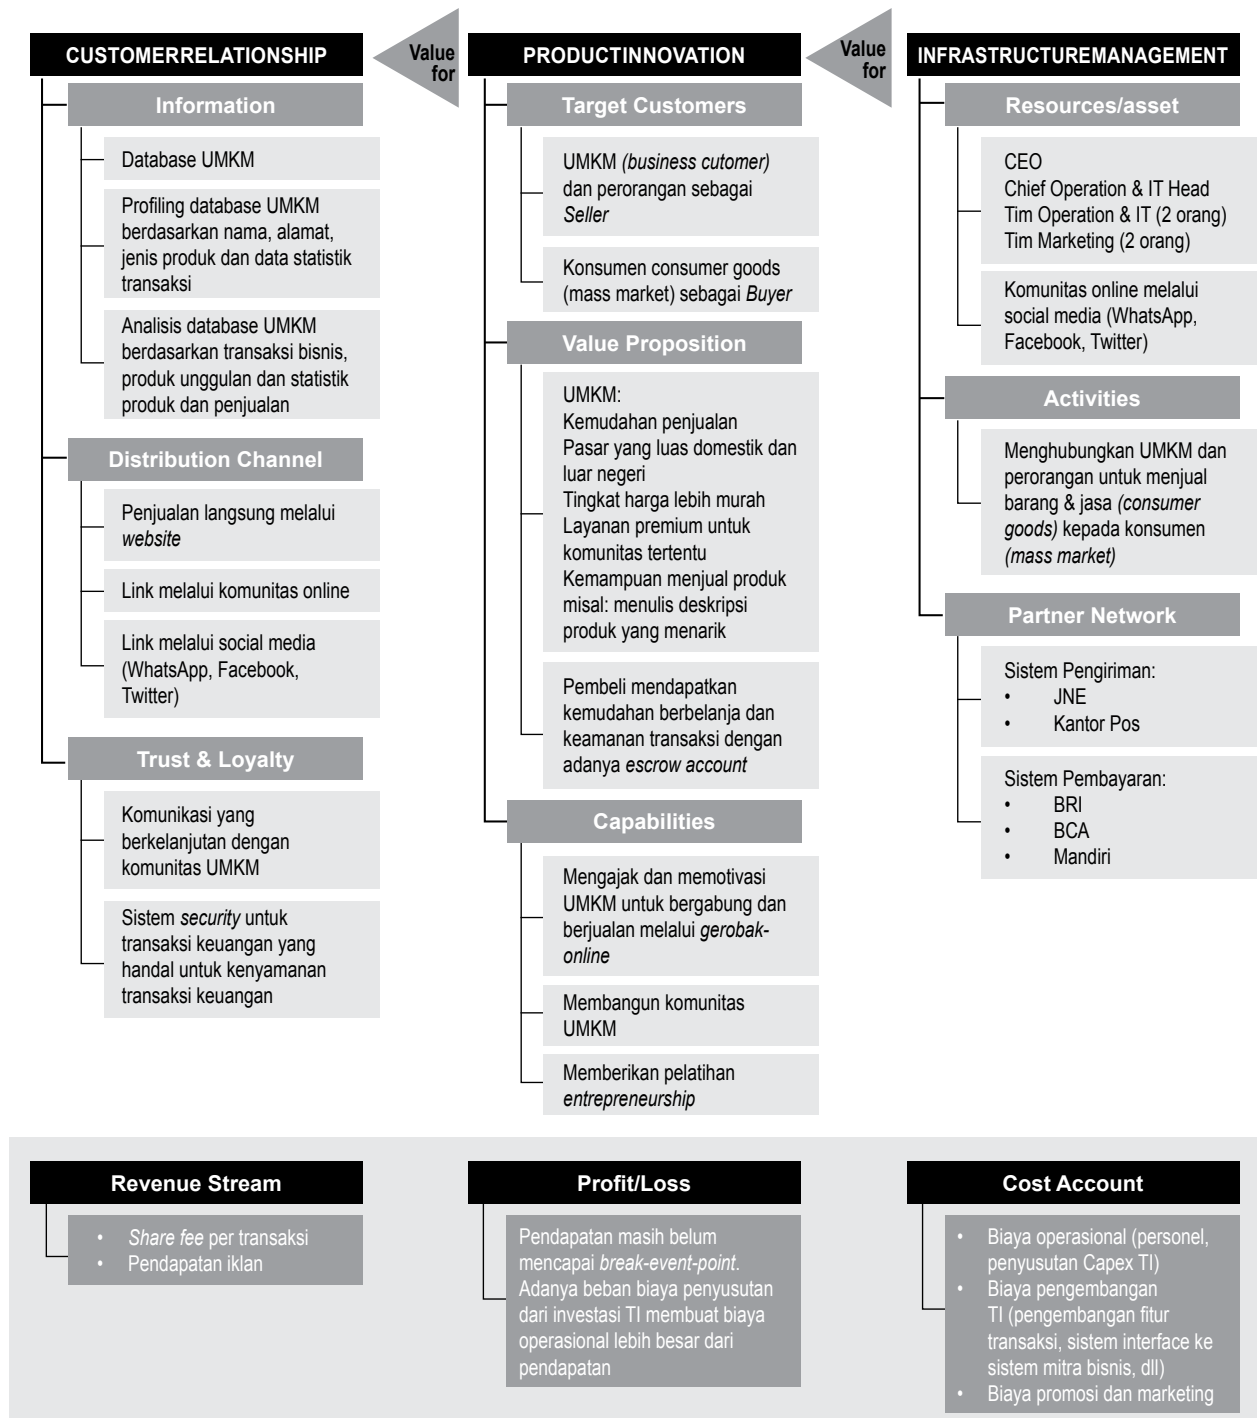 CUSTOMERRELATIONSHIP
Information
Database UMKM
Profiling database UMKM
berdasarkan nama, alamat,
jenis produk dan data statistik
transaksi
Analisis database UMKM
berdasarkan transaksi bisnis,
produk unggulan dan statistik
produk dan penjualan
Distribution Channel
Penjualan langsung melalui
website
Link melalui komunitas online
Link melalui social media
(WhatsApp, Facebook,
Twitter)
Trust & Loyalty
Komunikasi yang
berkelanjutan dengan
komunitas UMKM
Sistem security untuk
transaksi keuangan yang
handal untuk kenyamanan
transaksi keuangan
Value
for
PRODUCTINNOVATION
Target Customers
UMKM (business cutomer)
dan perorangan sebagai
Seller
Konsumen consumer goods
(mass market) sebagai Buyer
Value Proposition
UMKM:
Kemudahan penjualan
Pasar yang luas domestik dan
luar negeri
Tingkat harga lebih murah
Layanan premium untuk
komunitas tertentu
Kemampuan menjual produk
misal: menulis deskripsi
produk yang menarik
Pembeli mendapatkan
kemudahan berbelanja dan
keamanan transaksi dengan
adanya escrow account
Capabilities
Mengajak dan memotivasi
UMKM untuk bergabung dan
berjualan melalui gerobak-
online
Membangun komunitas
UMKM
Memberikan pelatihan
entrepreneurship
Value
for
INFRASTRUCTUREMANAGEMENT
Resources/asset
CEO
Chief Operation & IT Head
Tim Operation & IT (2 orang)
Tim Marketing (2 orang)
Komunitas online melalui
social media (WhatsApp,
Facebook, Twitter)
Activities
Menghubungkan UMKM dan
perorangan untuk menjual
barang & jasa (consumer
goods) kepada konsumen
(mass market)
Partner Network
Sistem Pengiriman:
• JNE
• Kantor Pos
Sistem Pembayaran:
• BRI
• BCA
• Mandiri
Revenue Stream
• Share fee per transaksi
• Pendapatan iklan
Profit/Loss
Pendapatan masih belum
mencapai break-event-point.
Adanya beban biaya penyusutan
dari investasi TI membuat biaya
operasional lebih besar dari
pendapatan
Cost Account
• Biaya operasional (personel,
penyusutan Capex TI)
• Biaya pengembangan
TI (pengembangan fitur
transaksi, sistem interface ke
sistem mitra bisnis, dll)
• Biaya promosi dan marketing